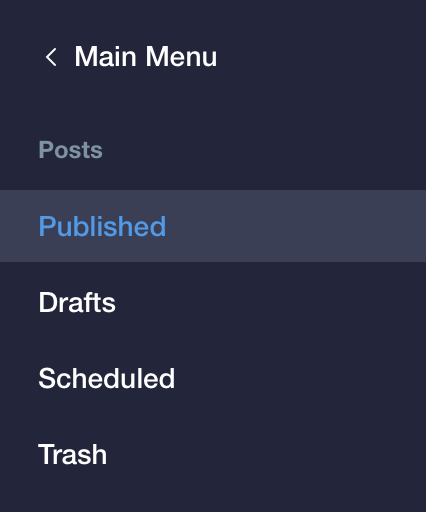 Main Menu
Posts
Published
Drafts
Scheduled
Trash